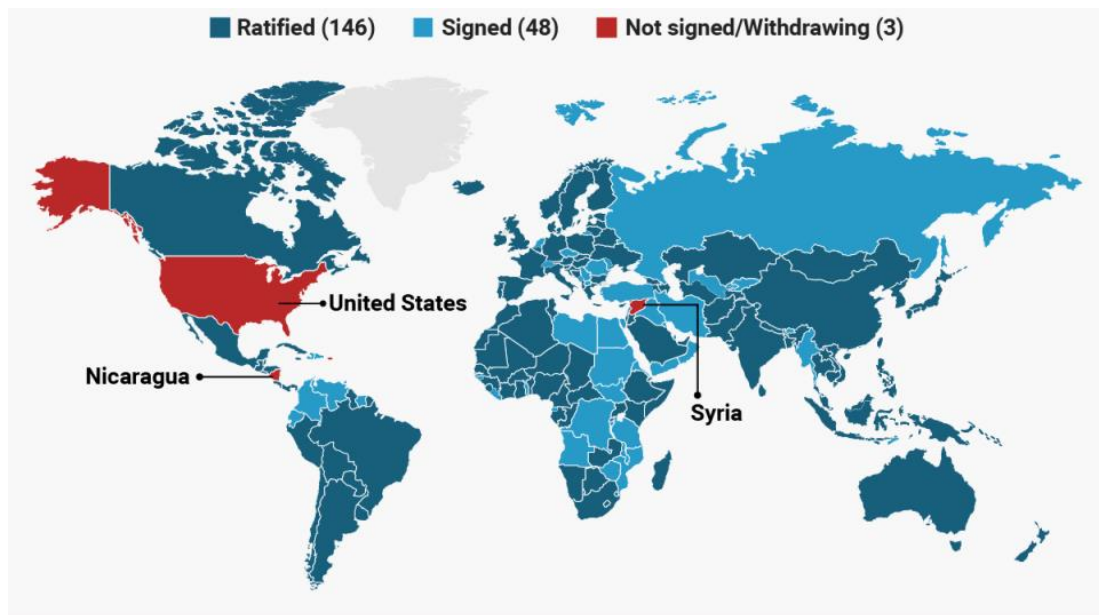 Ratified (146) Signed (48) Not signed/Withdrawing (3)
United States
Nicaragua
Syria